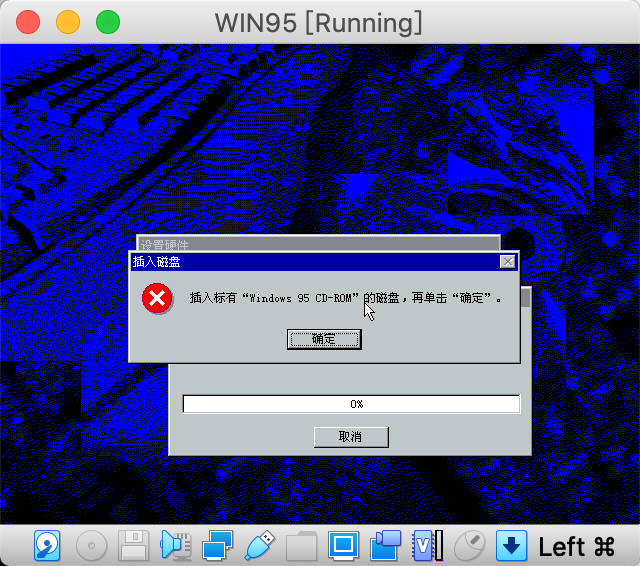 WIN95 [Running]
设置硬件
插入磁盘
插入标有“Windows 95 CD-ROM”的磁盘，再单击“确定”。
确定
0%
取消
V
Left ⌘